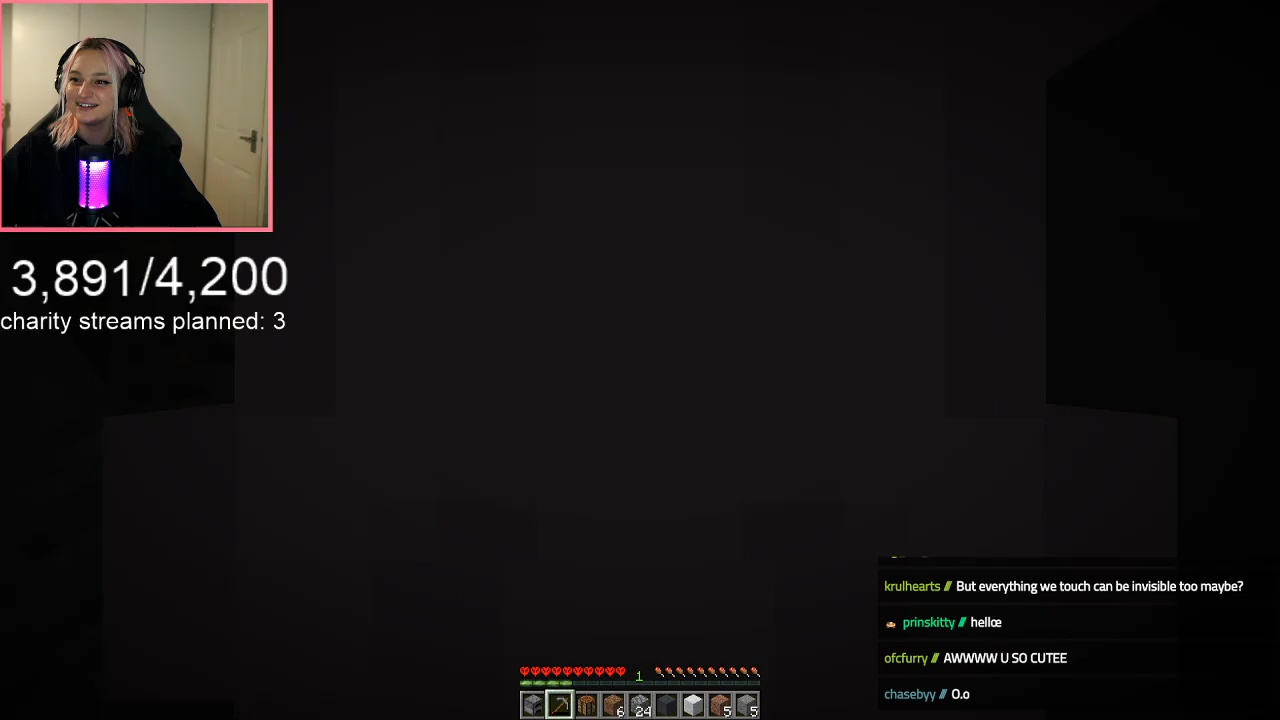 3,891/4,200
charity streams planned: 3
krulhearts // But everything we touch can be invisible too maybe?
prinskitty // hellœ
ofcfurry // AWWWW U SO CUTEE
chasebyy // O.o
1
6
24
5
5